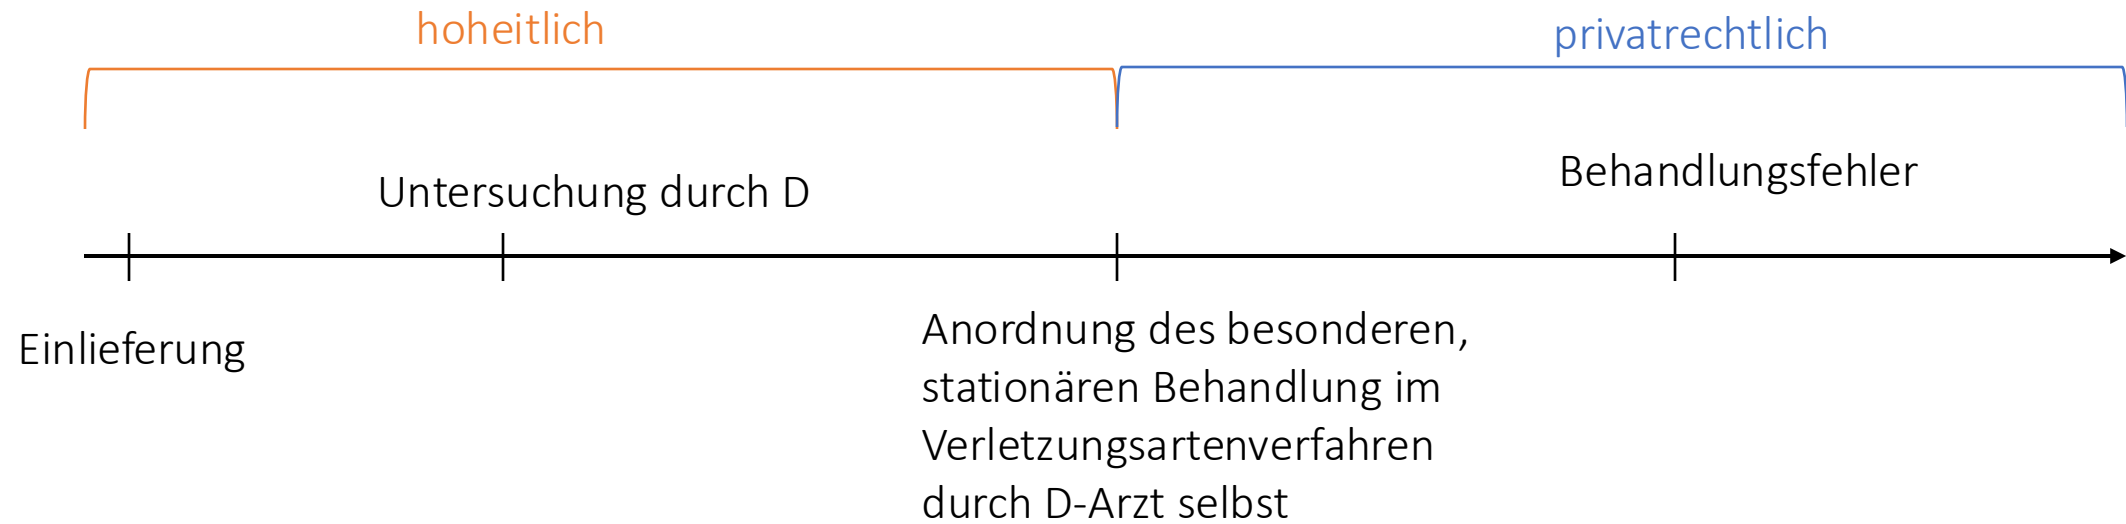 hoheitlich
privatrechtlich
Untersuchung durch D
Behandlungsfehler
Einlieferung
Anordnung des besonderen,
stationären Behandlung im
Verletzungsartenverfahren
durch D-Arzt selbst